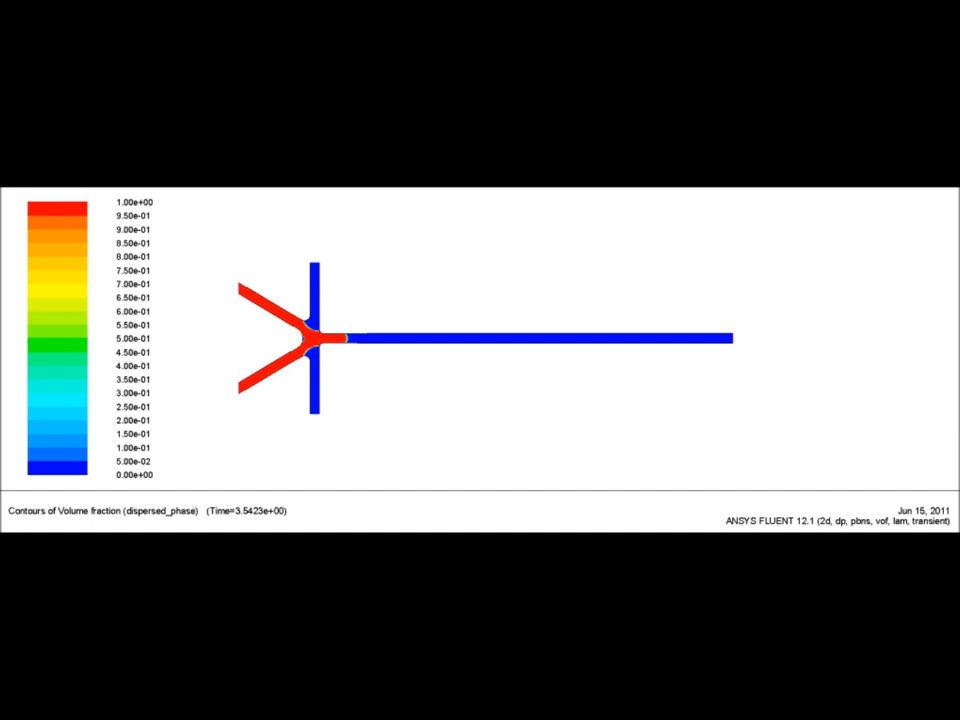 1.00e+00
9.50e-01
9.00e-01
8.50e-01
8.00e-01
7.50e-01
7.00e-01
6.50e-01
6.00e-01
5.50e-01
5.00e-01
4.50e-01
4.00e-01
3.50e-01
3.00e-01
2.50e-01
2.00e-01
1.50e-01
1.00e-01
5.00e-02
0.00e+00
Contours of Volume fraction (dispersed_phase) (Time=3.5423e+00)
Jun 15, 2011
ANSYS FLUENT 12.1 (2d, dp, pbns, vof, lam, transient)